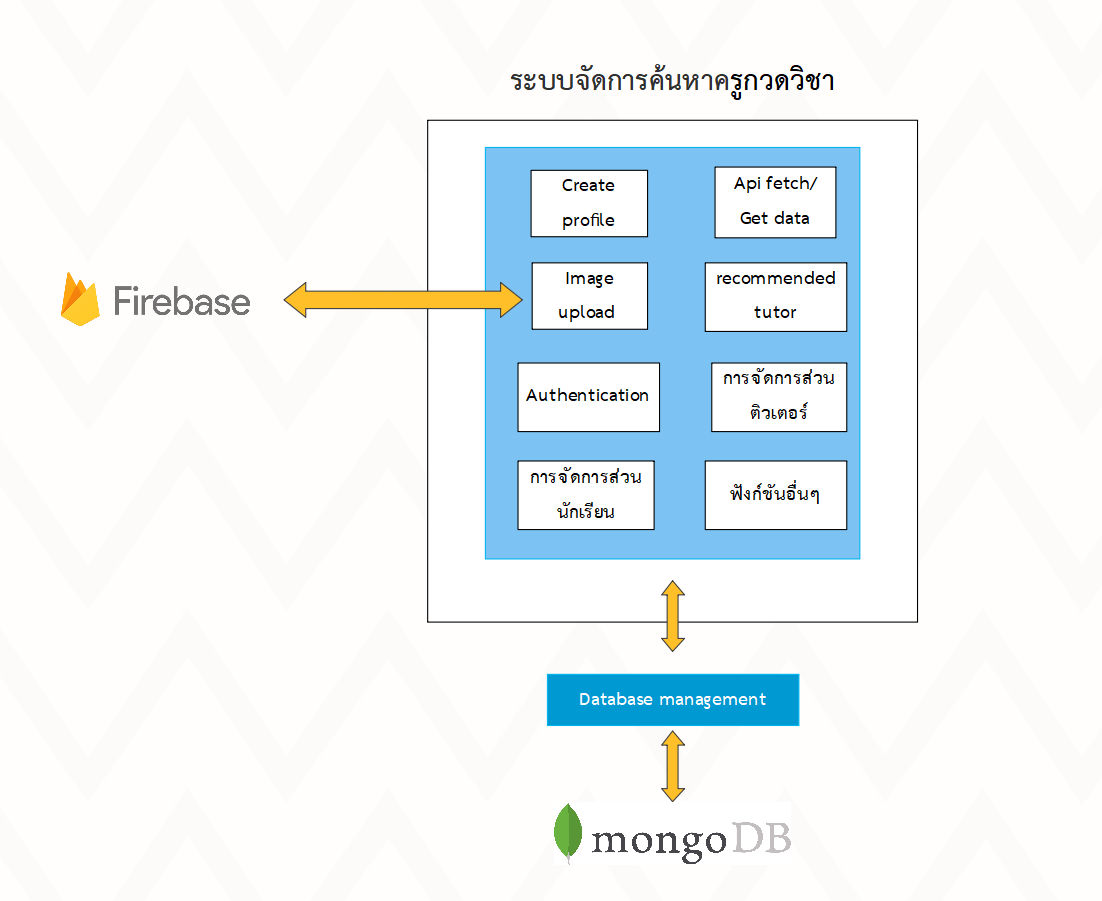 ระบบจัดการค้นหาครูกวดวิชา
Create
profile
Api fetch/
Get data
Firebase
Image
upload
recommended
tutor
Authentication
การจัดการส่วน
ติวเตอร์
การจัดการส่วน
นักเรียน
ฟังก์ชันอื่นๆ
Database management
mongoDB